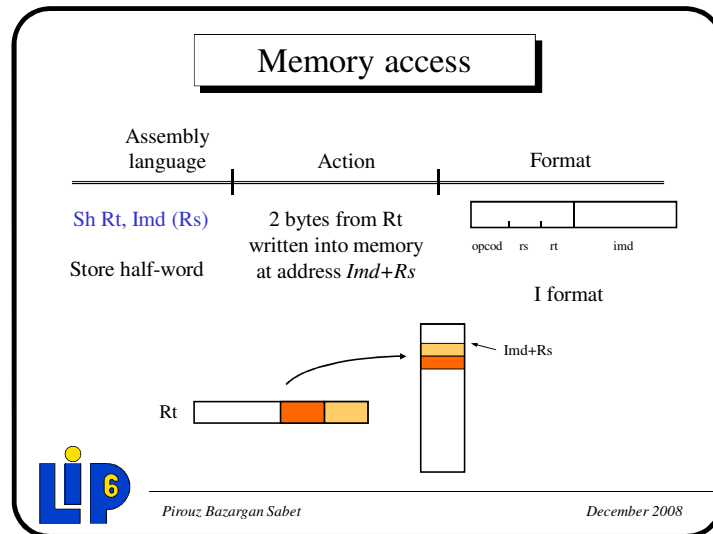 Memory access
Assembly
language
Action
Format
Sh Rt, Imd (Rs)
Store half-word
2 bytes from Rt
written into memory
at address Imd+Rs
opcod rs rt imd
I format
Imd+Rs
Rt
LiP6
Pirouz Bazargan Sabet
December 2008